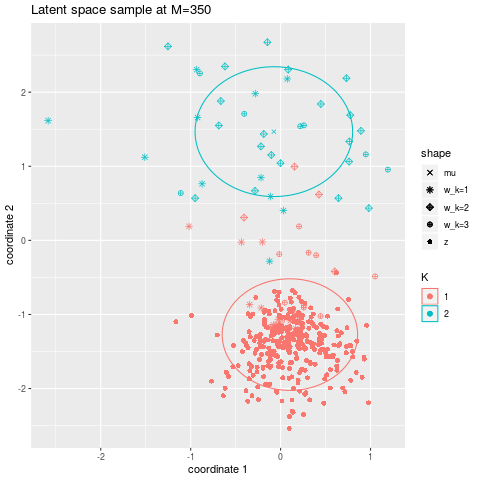 Latent space sample at M=350
coordinate 2
2
1
0
-1
-2
-2
-1
0
1
coordinate 1
shape
mu
w_k=1
w_k=2
w_k=3
z
K
1
2